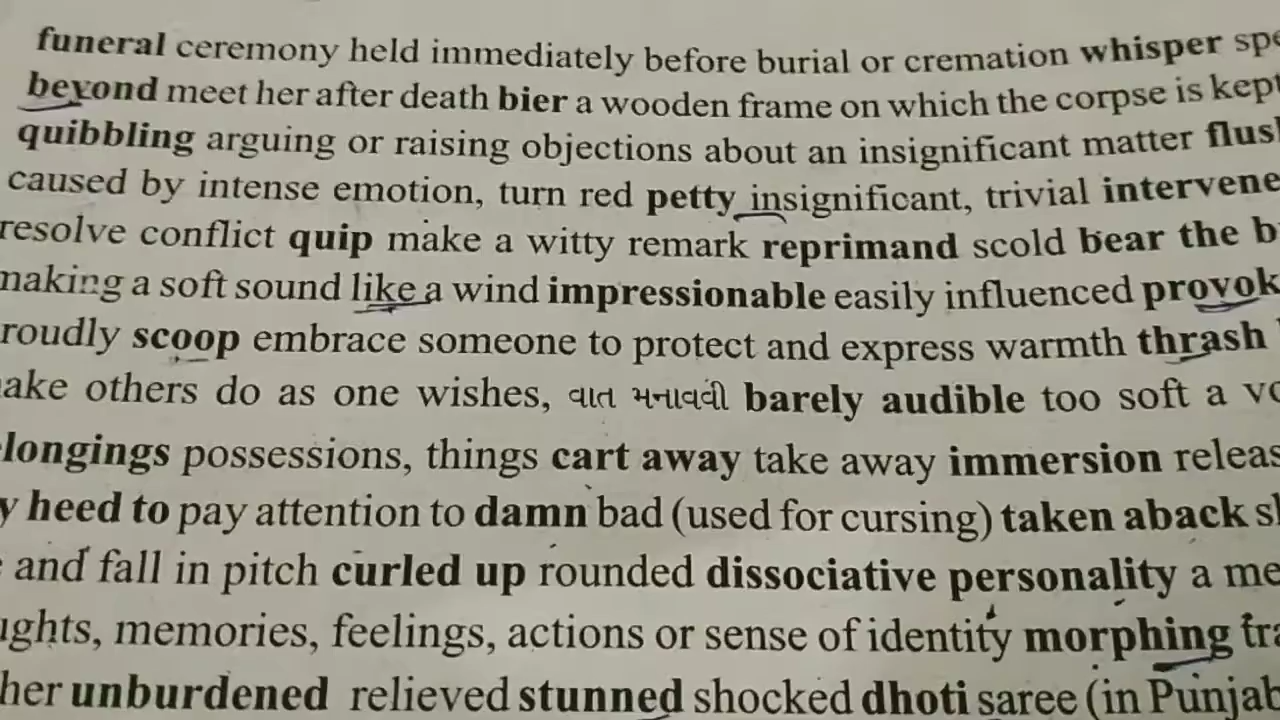 funeral ceremony held immediately before burial or cremation whisper spe
beyond meet her after death bier a wooden frame on which the corpse is kept
quibbling arguing or raising objections about an insignificant matter flush
caused by intense emotion, turn red petty insignificant, trivial intervene
resolve conflict quip make a witty remark reprimand scold bear the b
making a soft sound like a wind impressionable easily influenced provok
roudly scoop embrace someone to protect and express warmth thrash
ake others do as one wishes, વાત મનાવવી barely audible too soft a vo
longings possessions, things cart away take away immersion releas
y heed to pay attention to damn bad (used for cursing) taken aback sh
and fall in pitch curled up rounded dissociative personality a me
ughts, memories, feelings, actions or sense of identity morphing tra
her unburdened relieved stunned shocked dhoti saree (in Punjab